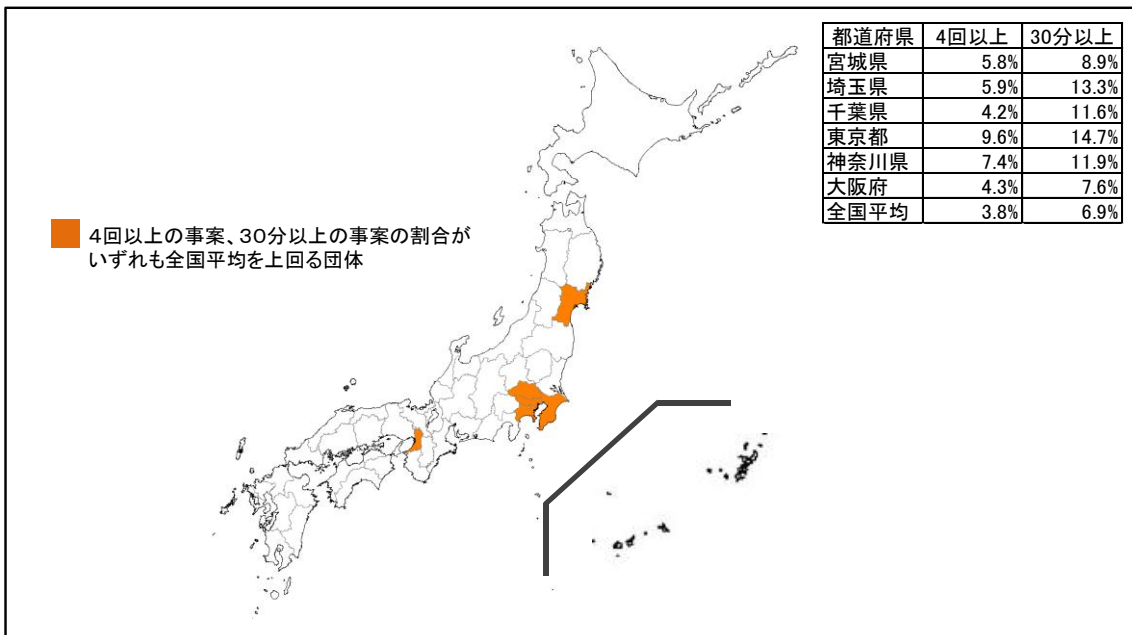 都道府県 4回以上 30分以上
宮城県 5.8% 8.9%
埼玉県 5.9% 13.3%
千葉県 4.2% 11.6%
東京都 9.6% 14.7%
神奈川県 7.4% 11.9%
大阪府 4.3% 7.6%
全国平均 3.8% 6.9%
4回以上の事案、30分以上の事案の割合が
いずれも全国平均を上回る団体